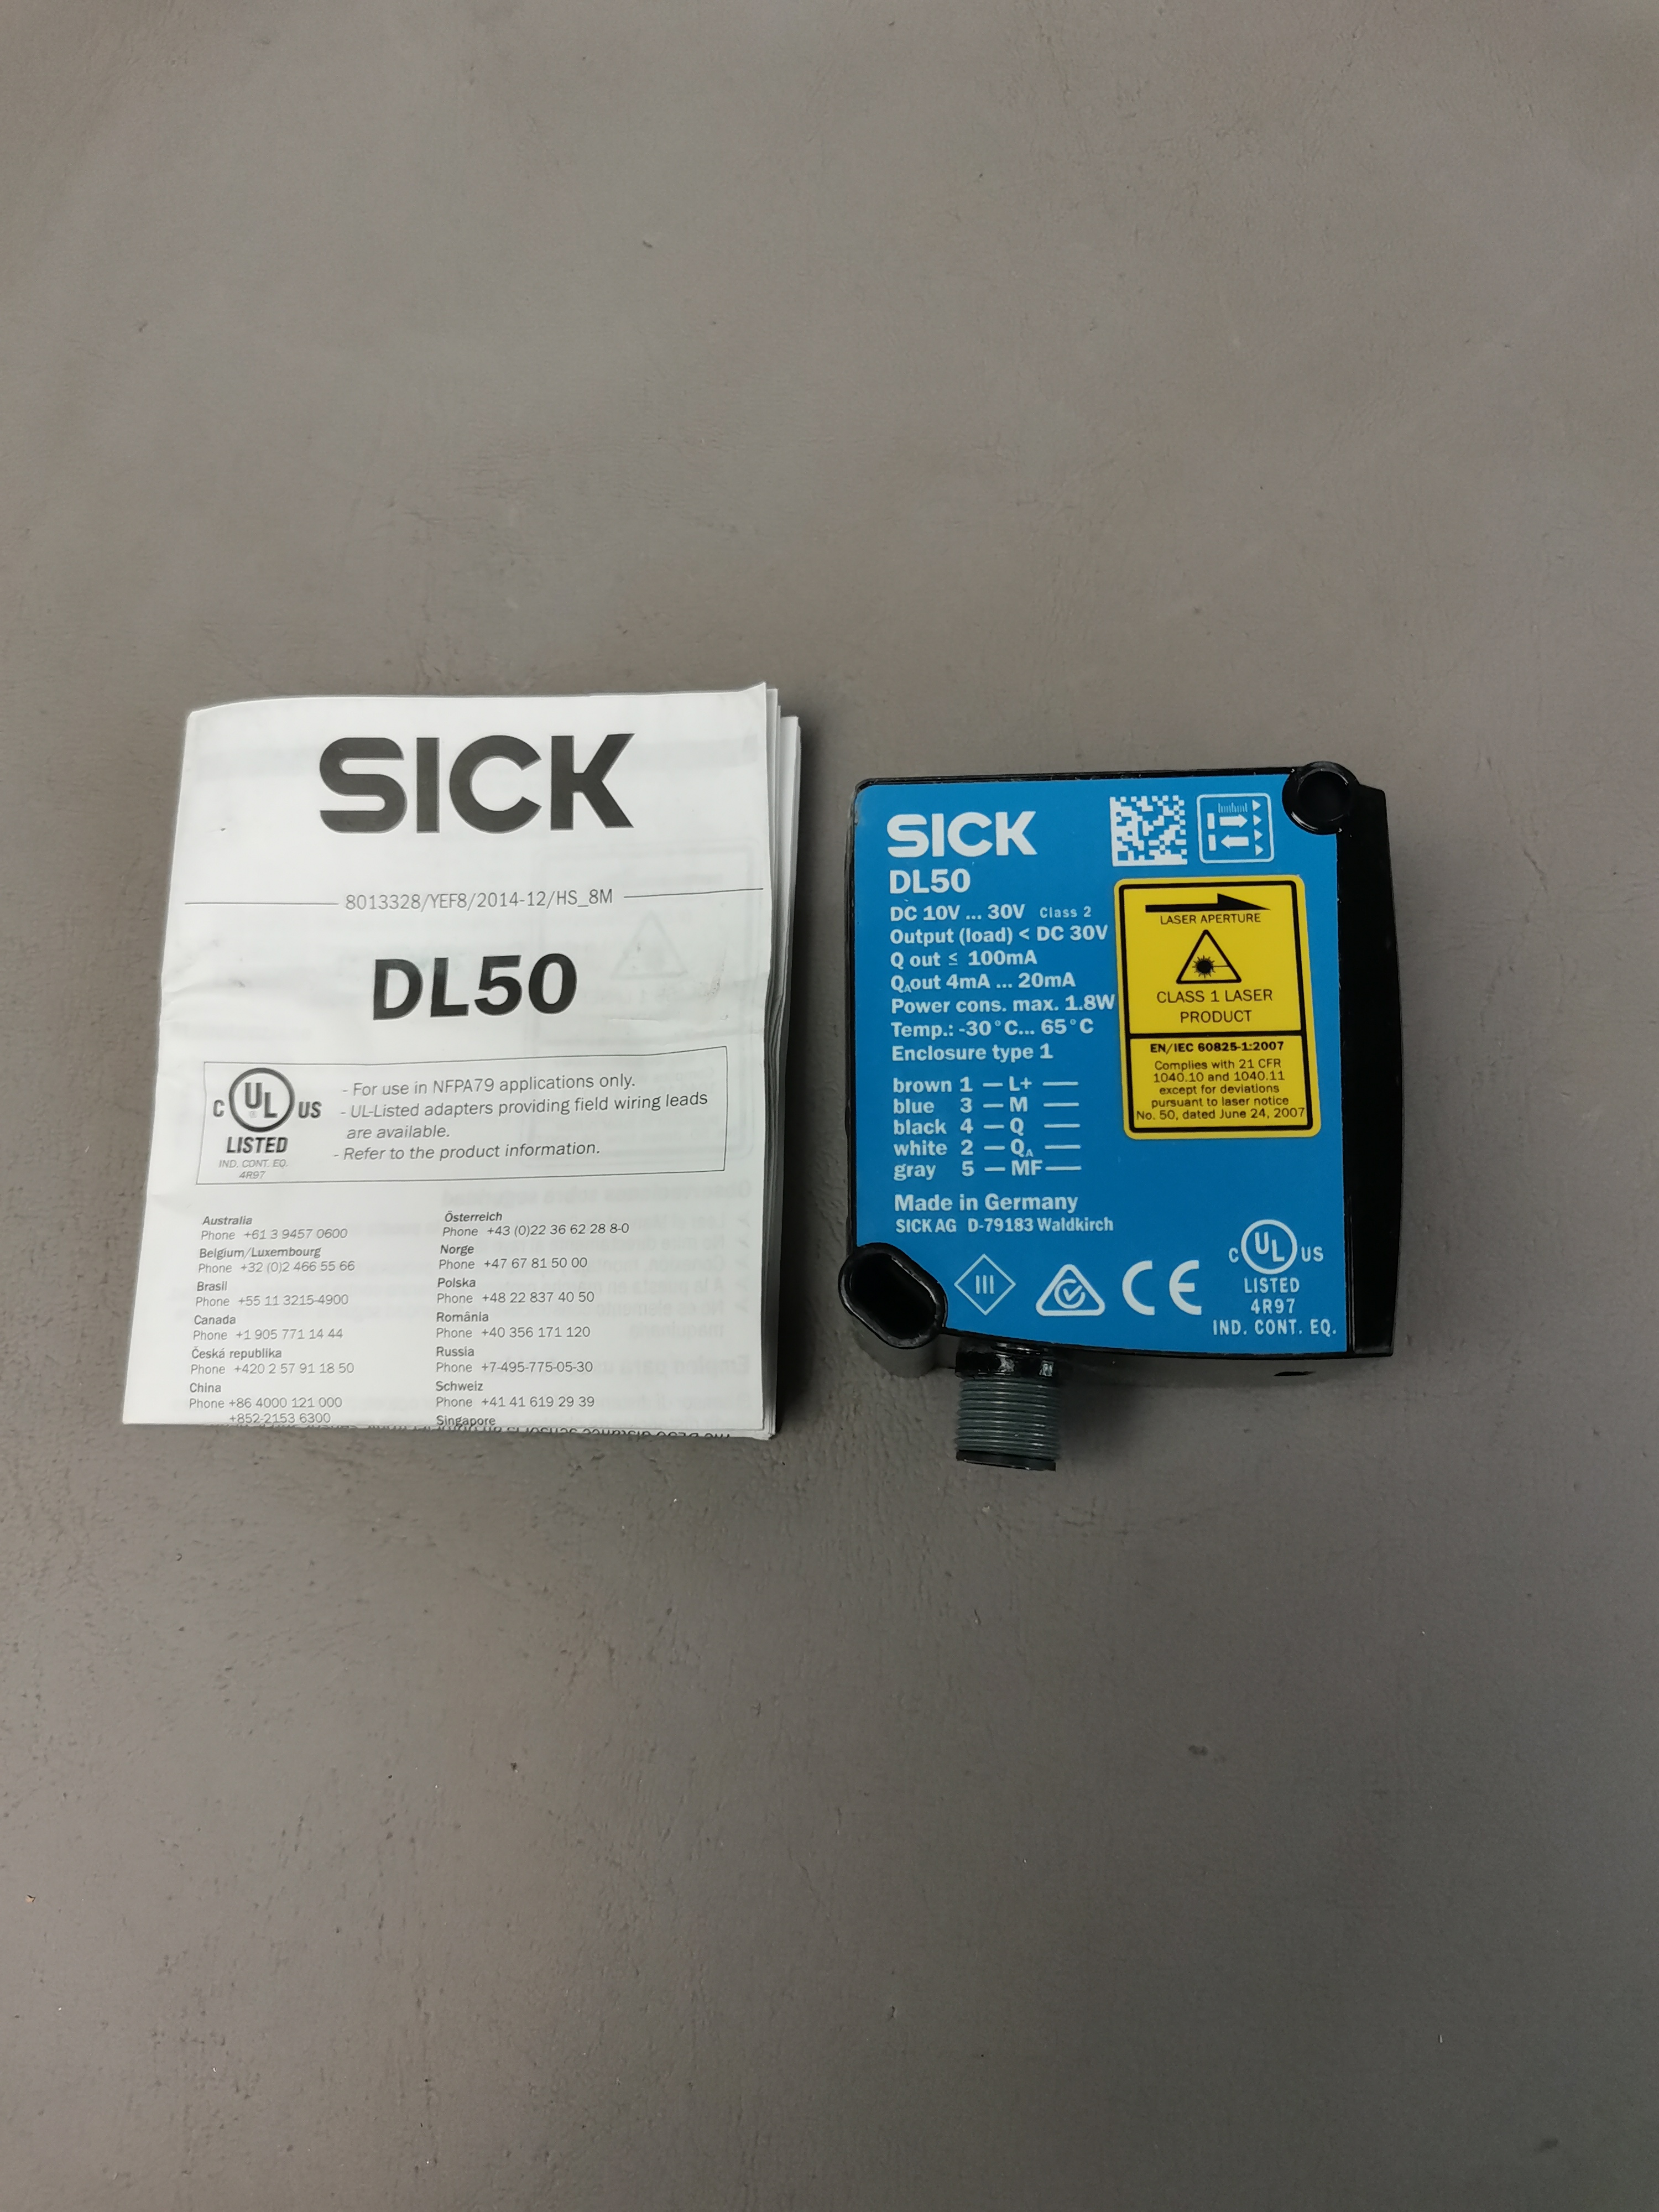 SICK
8013328/YEF8/2014-12/HS_8M
DL50
C UL US
LISTED
IND. CONT. EQ.
4R97
- For use in NFPA79 applications only.
- UL-Listed adapters providing field wiring leads
are available.
- Refer to the product information.
Australia
Phone +61 3 9457 0600
Belgium/Luxembourg
Phone +32 (0)2 466 55 66
Brasil
Phone +55 11 3215-4900
Canada
Phone +1 905 771 14 44
Česká republika
Phone +420 2 57 91 18 50
China
Phone +86 4000 121 000
+852-2153 6300
Österreich
Phone +43 (0)22 36 62 28 8-0
Norge
Phone +47 67 81 50 00
Polska
Phone +48 22 837 40 50
România
Phone +40 356 171 120
Russia
Phone +7-495-775-05-30
Schweiz
Phone +41 41 619 29 39
Singapore
SICK
DL50
DC 10V ... 30V Class 2
Output (load) < DC 30V
Q out ≤ 100mA
QAout 4mA ... 20mA
Power cons. max. 1.8W
Temp.: -30°C... 65°C
Enclosure type 1
brown 1 — L+ —
blue 3 — M —
black 4 — Q —
white 2 — QA —
gray 5 — MF —
Made in Germany
SICK AG D-79183 Waldkirch
LASER APERTURE
CLASS 1 LASER
PRODUCT
EN/IEC 60825-1:2007
Complies with 21 CFR
1040.10 and 1040.11
except for deviations
pursuant to laser notice
No. 50, dated June 24, 2007
III
CE
C UL US
LISTED
4R97
IND. CONT. EQ.